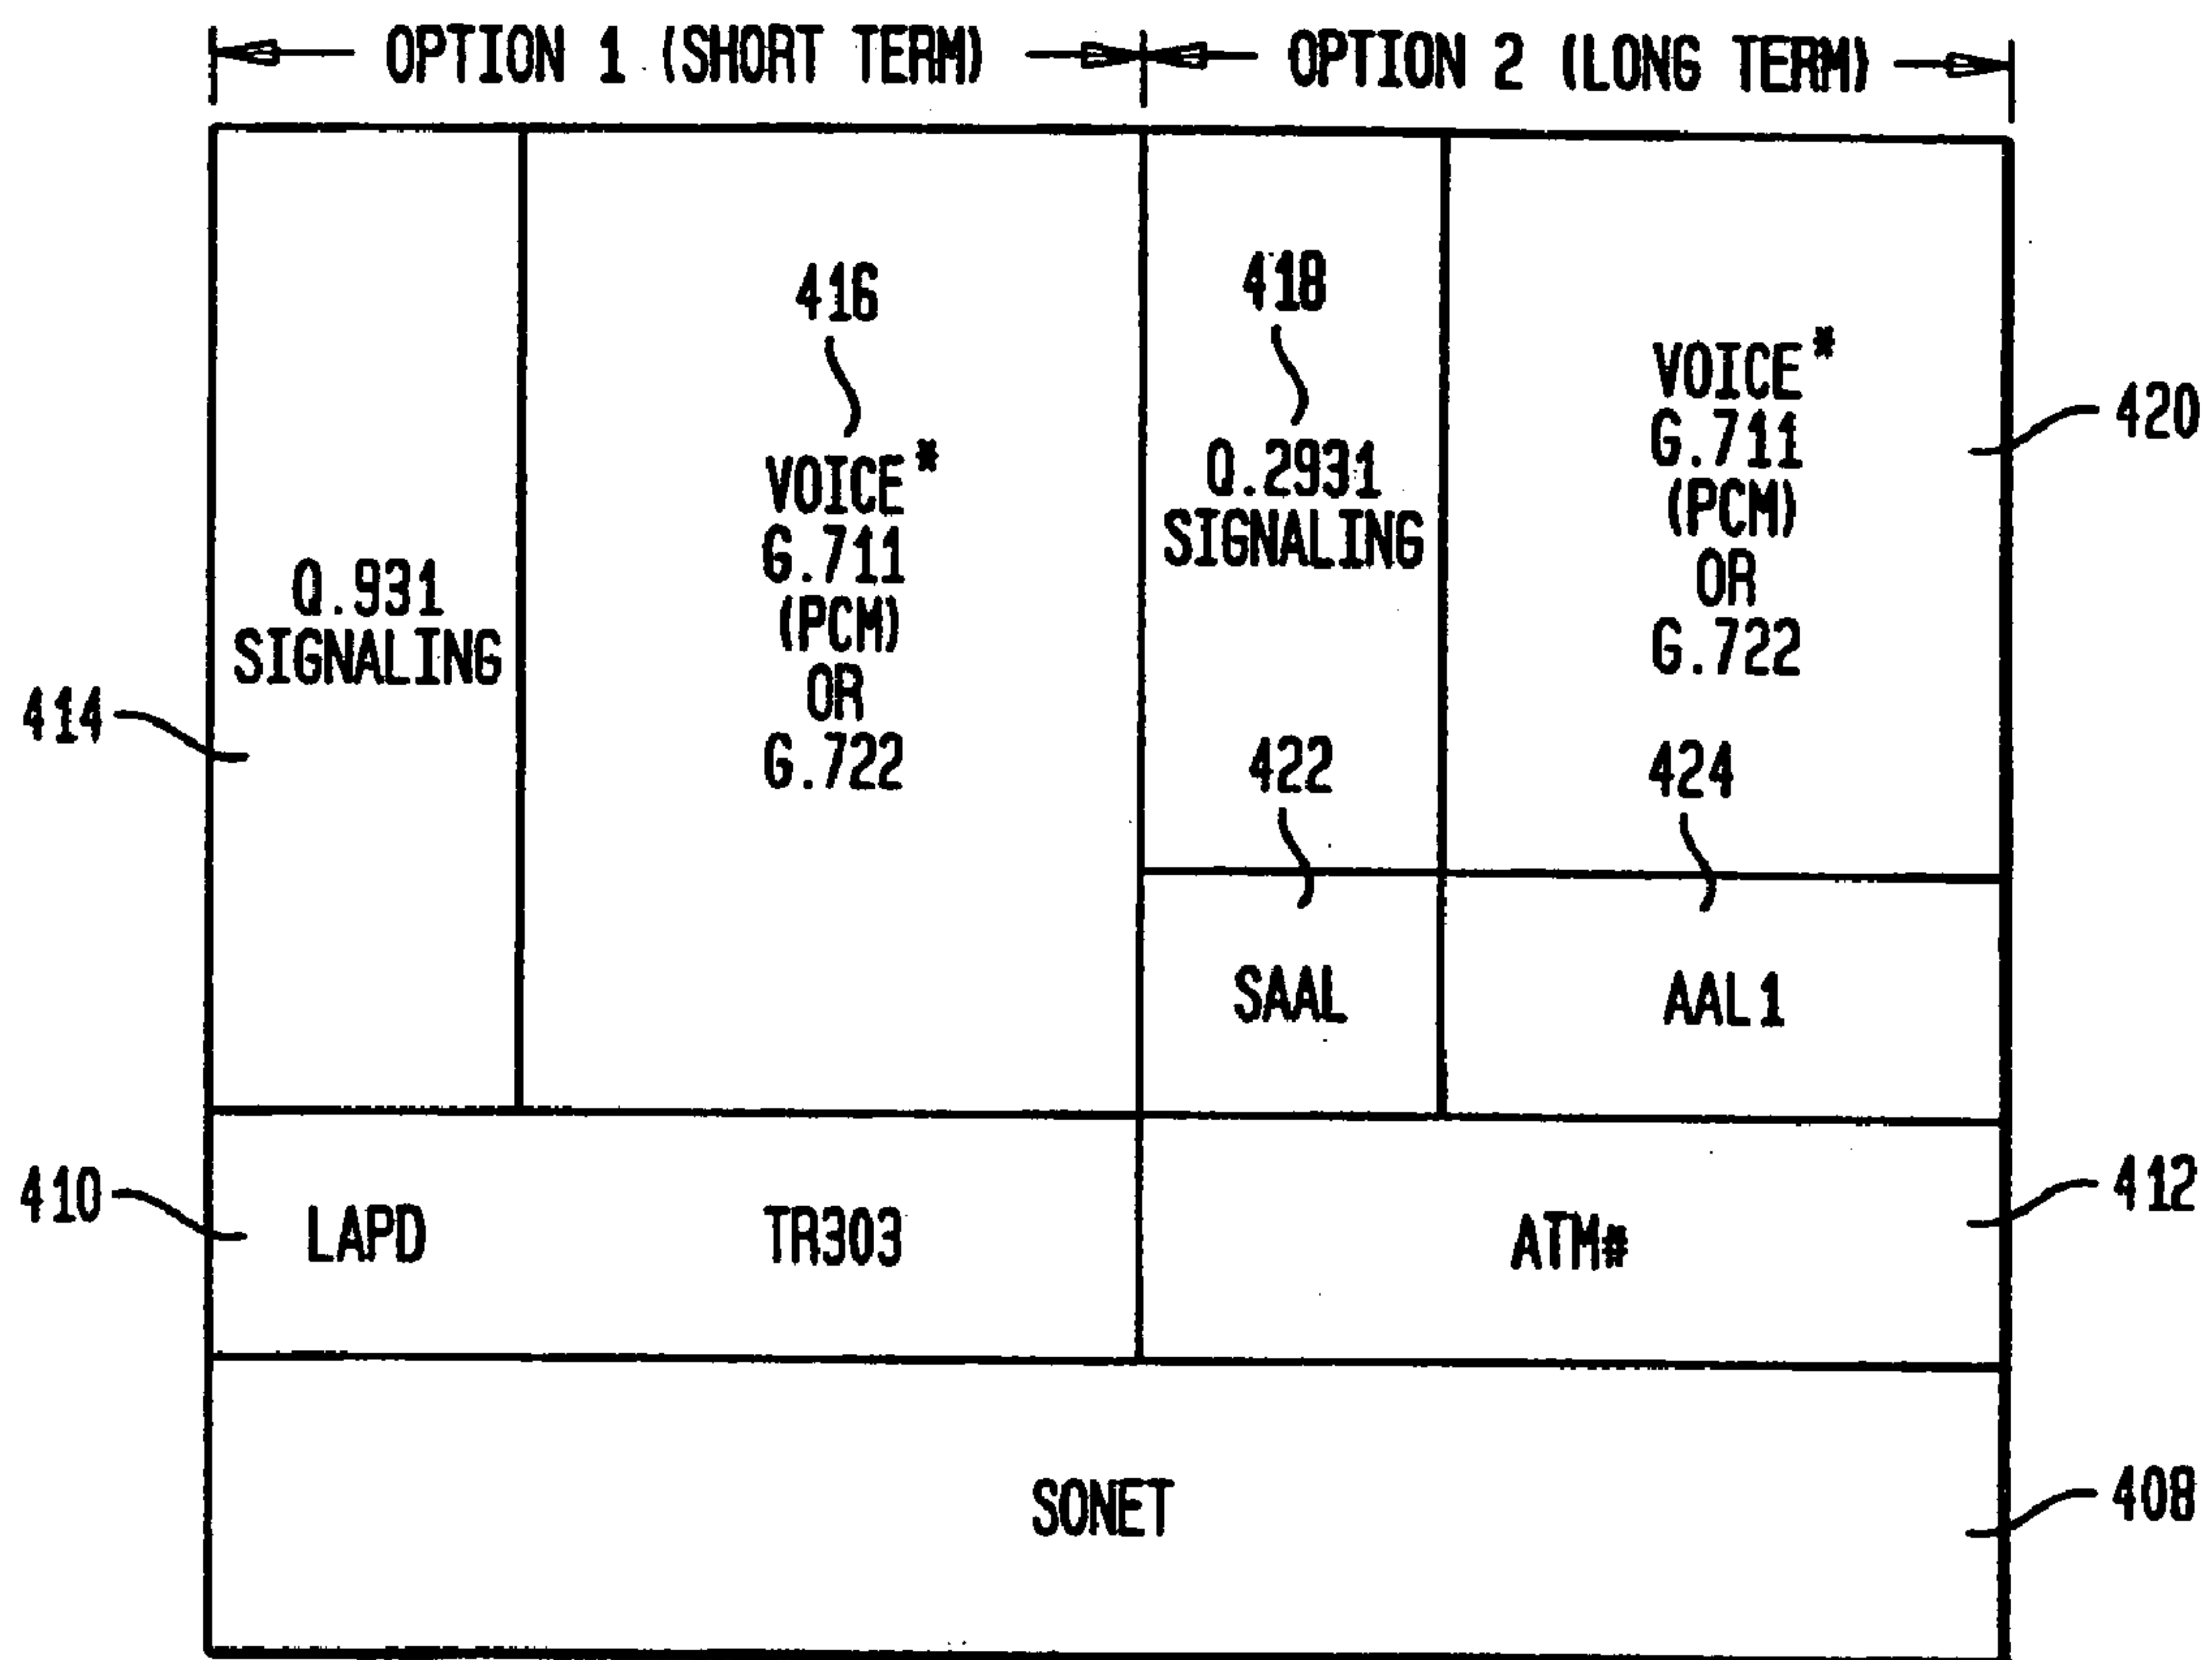 OPTION 1 (SHORT TERM)
OPTION 2 (LONG TERM)
414
Q.931
SIGNALING
416
VOICE*
G.711
(PCM)
OR
G.722
418
Q.2931
SIGNALING
VOICE*
G.711
(PCM)
OR
G.722
420
422
SAAL
424
AAL1
410
LAPD
TR303
ATM#
412
SONET
408